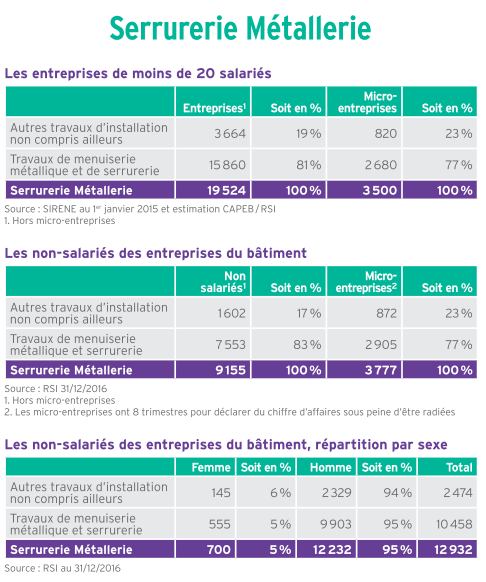 Serrurerie Métallerie
Les entreprises de moins de 20 salariés
Entreprises¹ Soit en % Micro-entreprises Soit en %
Autres travaux d'installation
non compris ailleurs 3 664 19 % 820 23 %
Travaux de menuiserie
métallique et de serrurerie 15 860 81 % 2 680 77 %
Serrurerie Métallerie 19 524 100 % 3 500 100 %
Source : SIRENE au 1er janvier 2015 et estimation CAPEB / RSI
1. Hors micro-entreprises
Les non-salariés des entreprises du bâtiment
Non salariés¹ Soit en % Micro-entreprises² Soit en %
Autres travaux d'installation
non compris ailleurs 1 602 17 % 872 23 %
Travaux de menuiserie
métallique et serrurerie 7 553 83 % 2 905 77 %
Serrurerie Métallerie 9 155 100 % 3 777 100 %
Source : RSI 31/12/2016
1. Hors micro-entreprises
2. Les micro-entreprises ont 8 trimestres pour déclarer du chiffre d'affaires sous peine d'être radiées
Les non-salariés des entreprises du bâtiment, répartition par sexe
Femme Soit en % Homme Soit en % Total
Autres travaux d'installation
non compris ailleurs 145 6 % 2 329 94 % 2 474
Travaux de menuiserie
métallique et serrurerie 555 5 % 9 903 95 % 10 458
Serrurerie Métallerie 700 5 % 12 232 95 % 12 932
Source : RSI au 31/12/2016